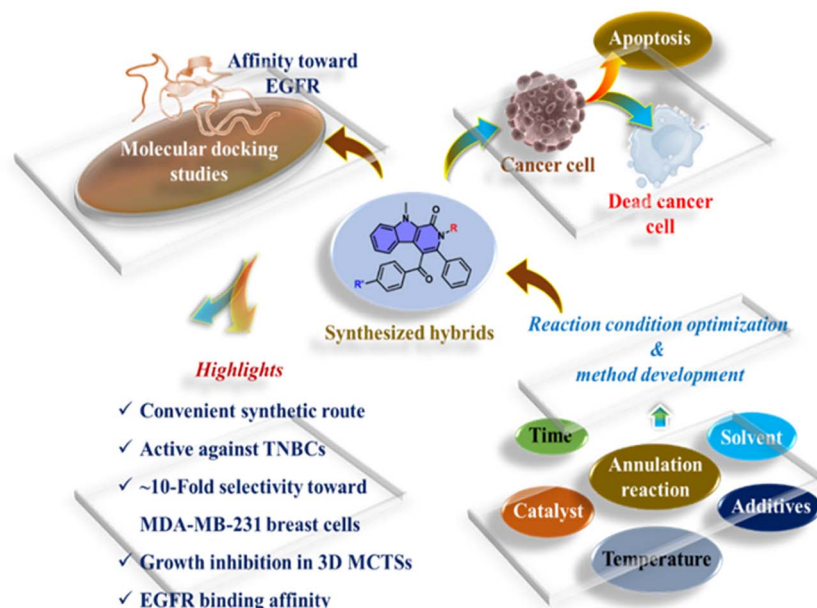 Affinity toward
EGFR
Molecular docking
studies
Apoptosis
Cancer cell
Dead cancer
cell
N
O
N
R
O
R'
Synthesized hybrids
Reaction condition optimization
&
method development
Time
Solvent
Annulation
reaction
Catalyst
Additives
Temperature
Highlights
✓ Convenient synthetic route
✓ Active against TNBCs
✓ ~10-Fold selectivity toward
MDA-MB-231 breast cells
✓ Growth inhibition in 3D MCTSs
✓ EGFR binding affinity